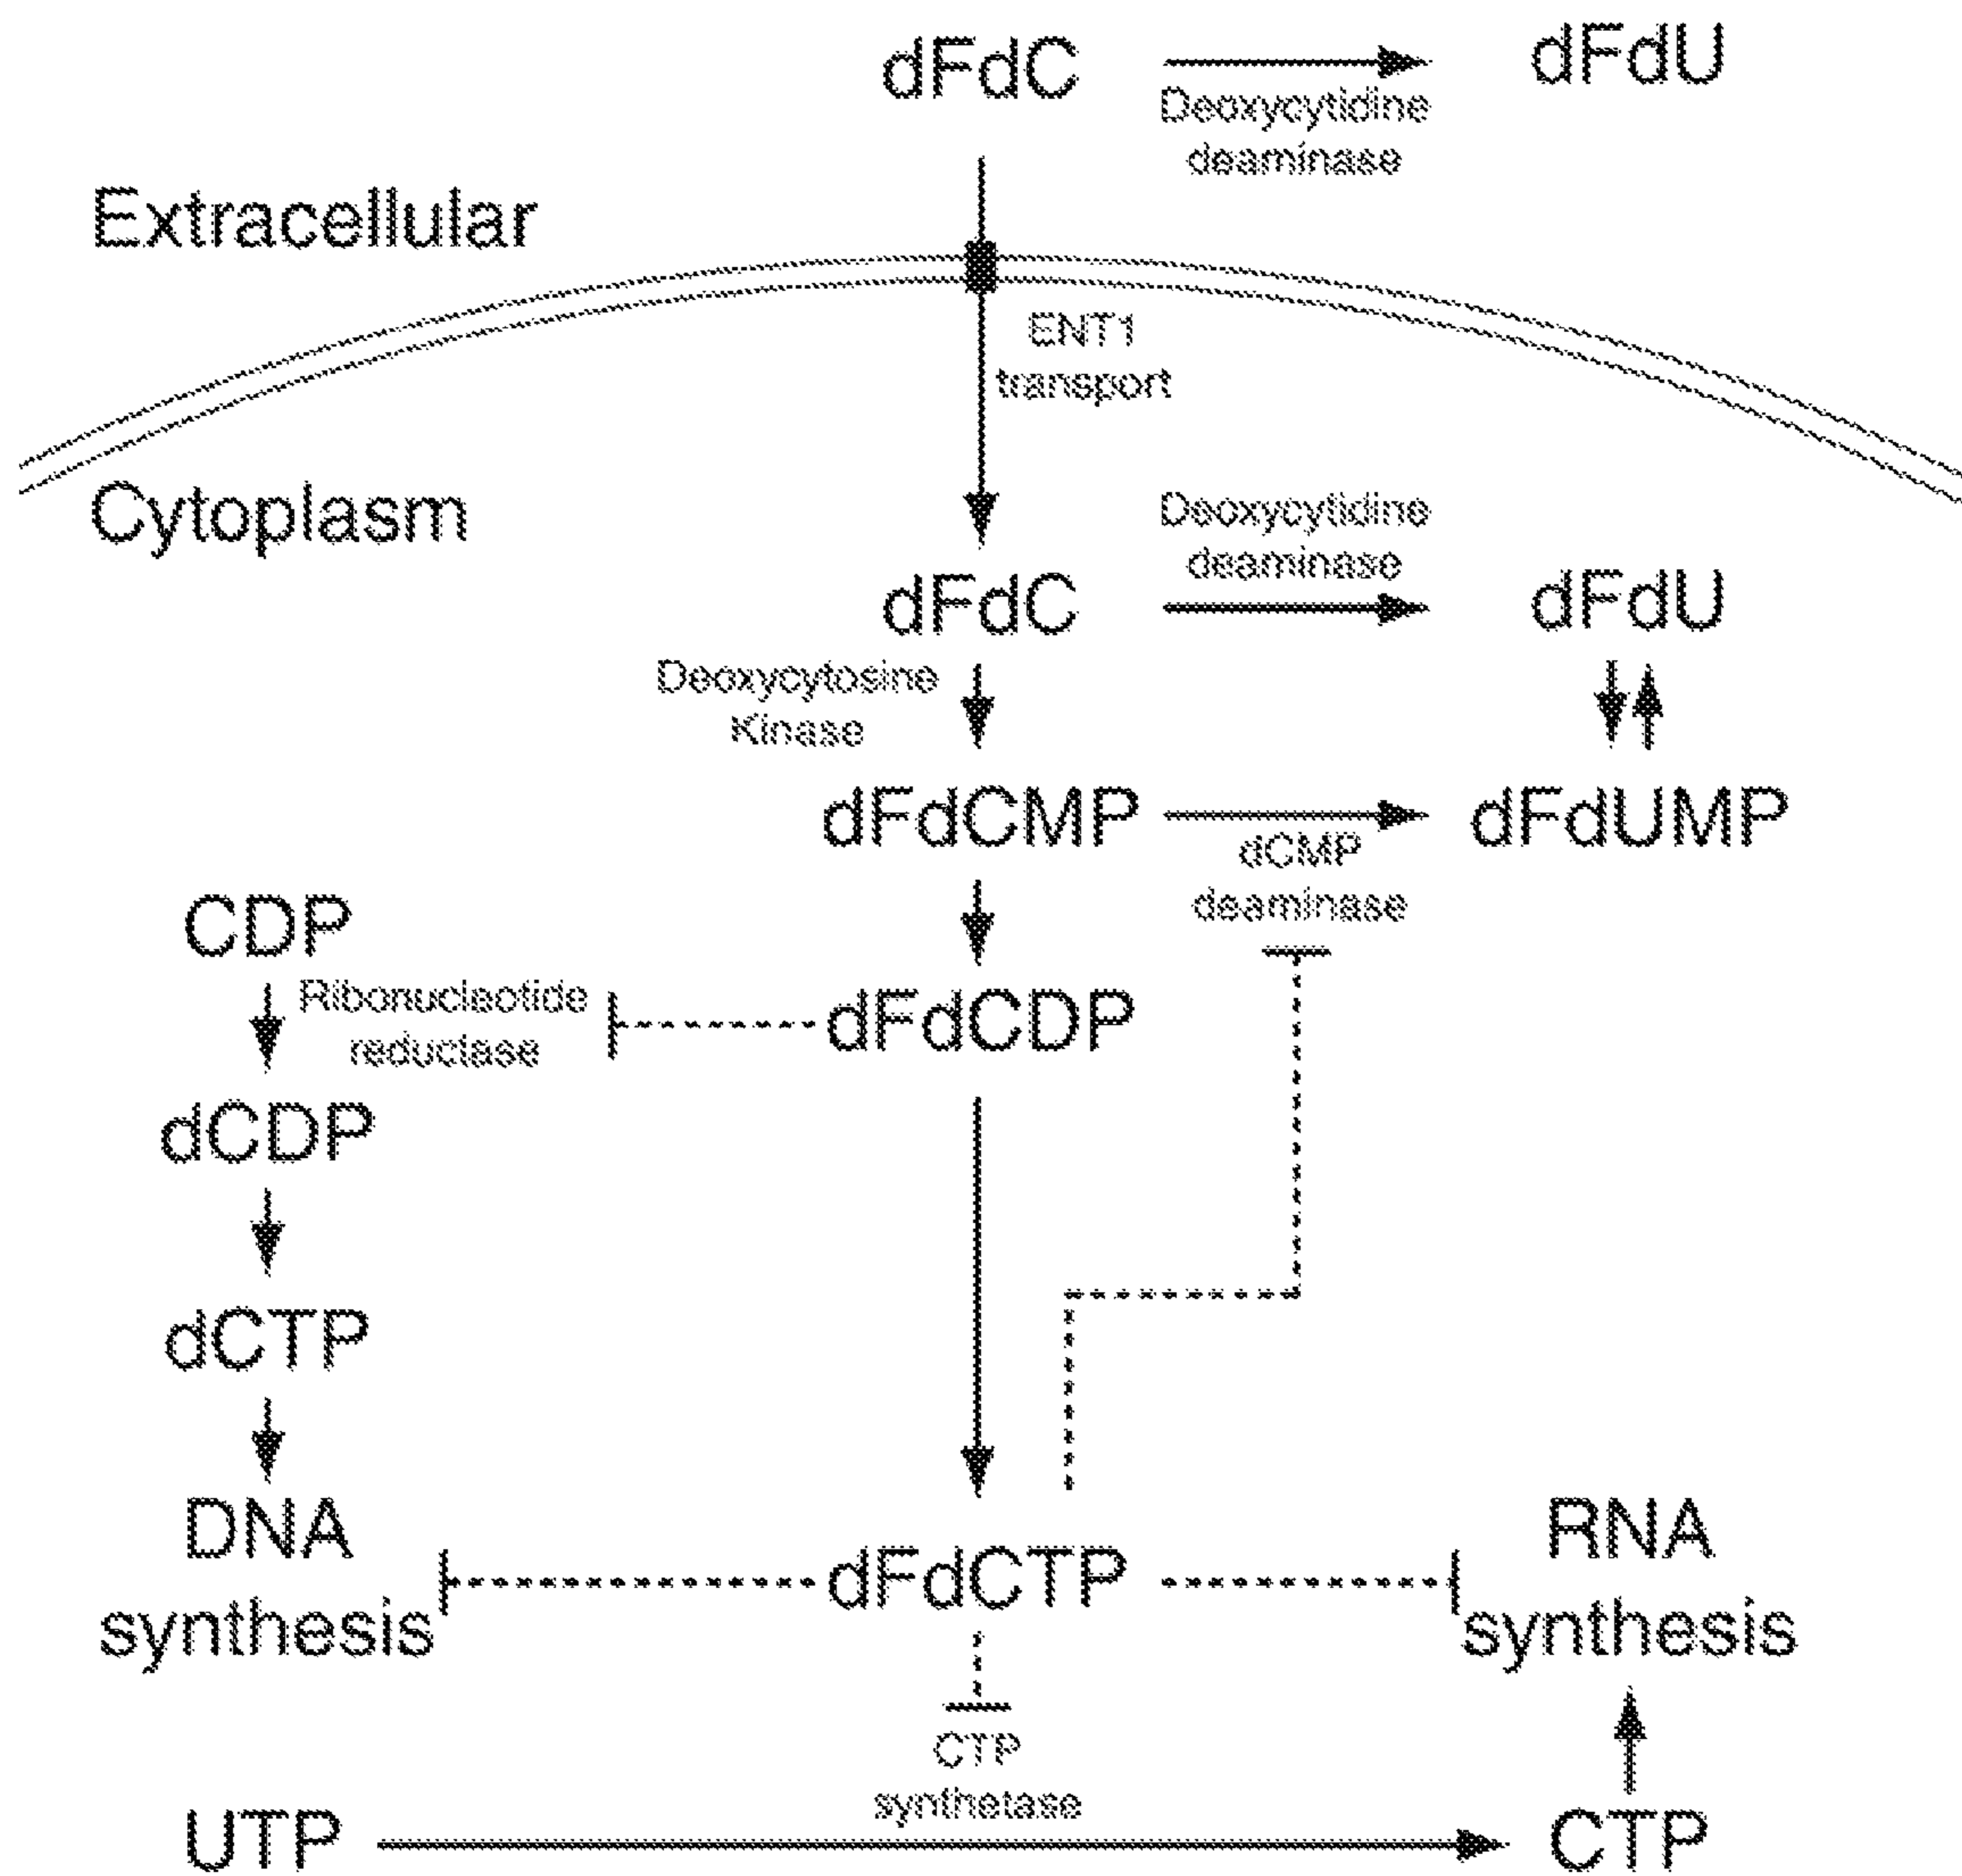 dFdC
dFdU
Deoxycytidine
deaminase
Extracellular
ENT1
transport
Cytoplasm
Deoxycytidine
deaminase
dFdC
dFdU
Deoxycytosine
Kinase
dFdCMP
dFdUMP
dCMP
deaminase
CDP
Ribonucleotide
reductase
dFdCDP
dCDP
dCTP
DNA
synthesis
dFdCTP
RNA
synthesis
CTP
synthetase
UTP
CTP